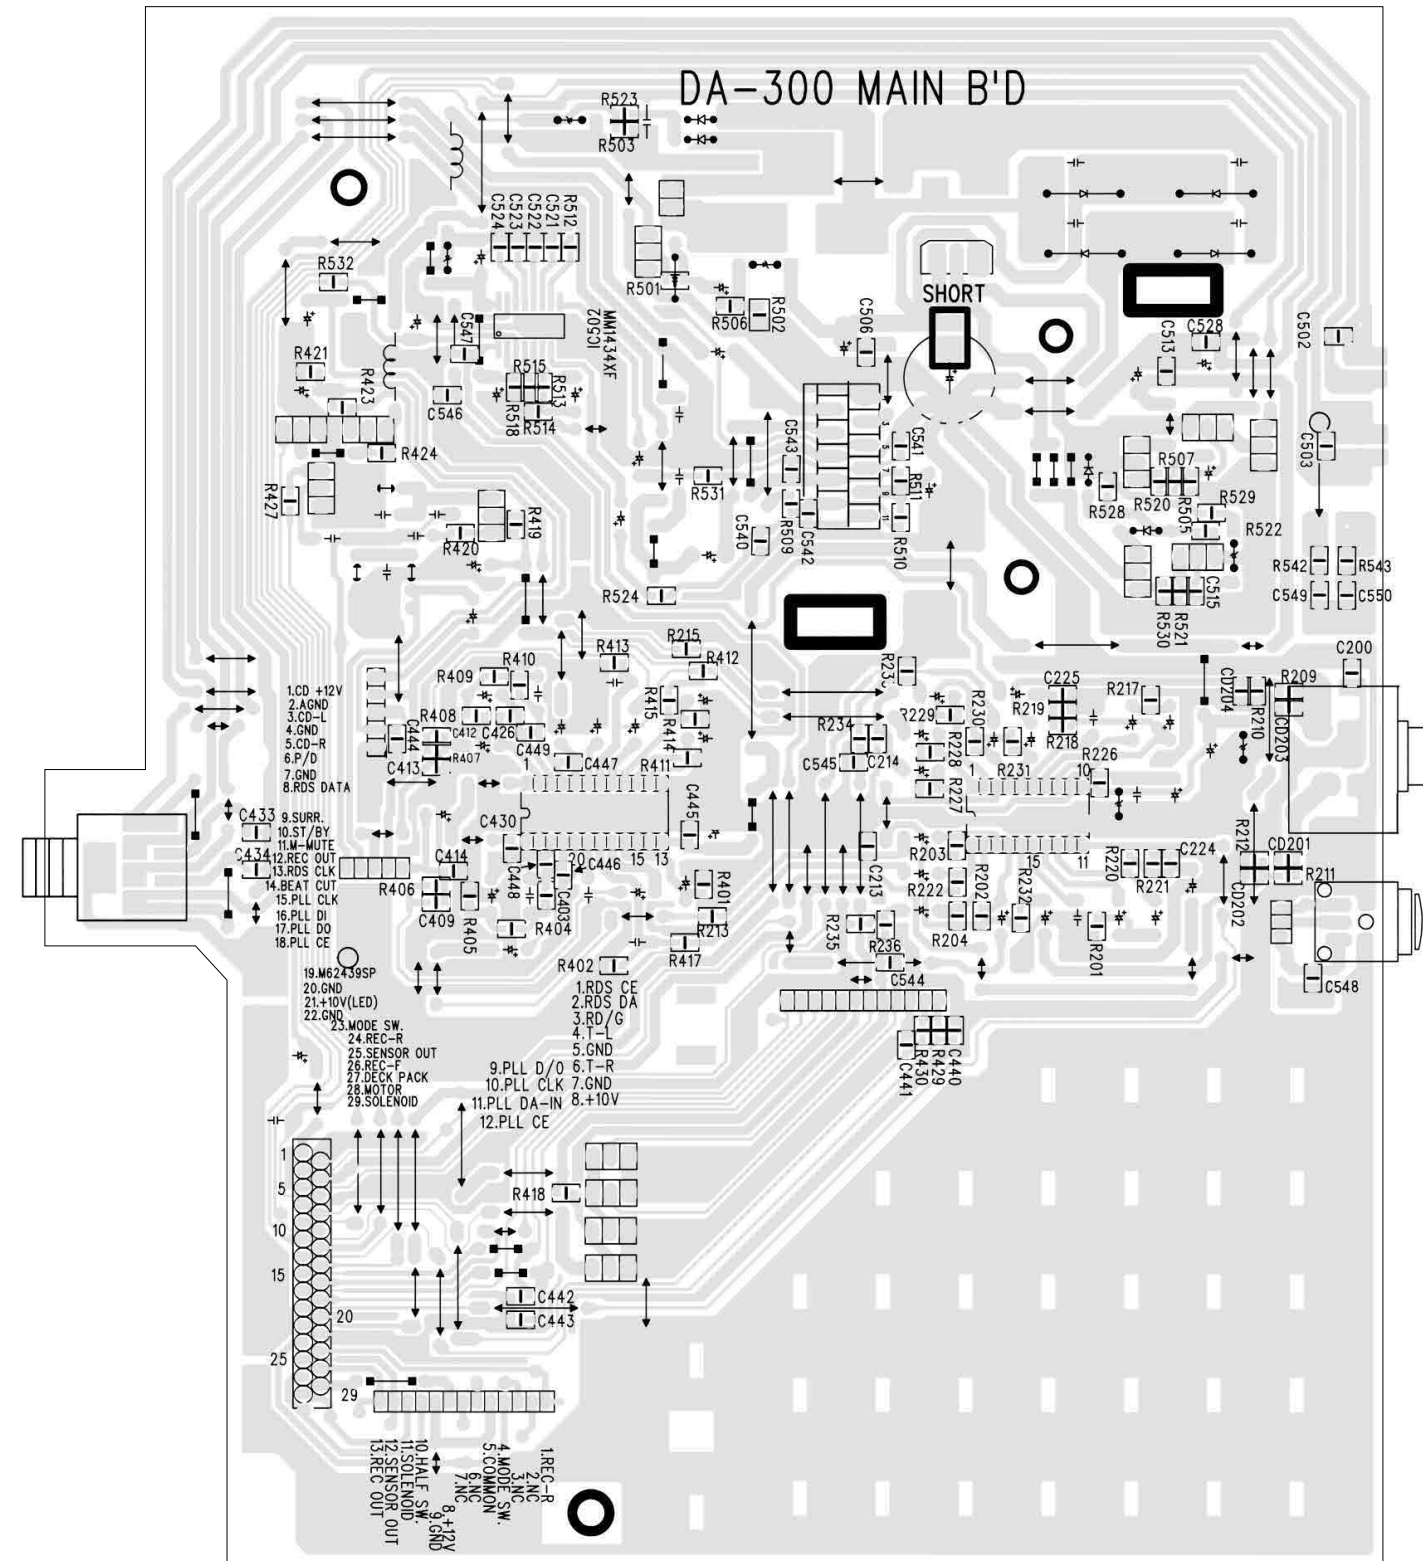 DA-300 MAIN B'D
R523
R503
C524
C523
C522
C521
R512
R532
R501
R506
R502
SHORT
C506
C513
C528
C502
C547
MM1434XF
IC502
R421
R423
R515
R513
C546
R518
R514
3
5
7
9
11
C543
C541
C503
R424
R507
R531
R511
R427
R528
R520
R505
R529
R419
R420
C540
R509
C542
R510
R522
R542
R543
R524
C515
C549
C550
R530
R521
R413
R215
R412
C200
R410
R409
C225
R217
R209
CD204
R210
CD203
1.CD +12V
2.AGND
3.CD-L
4.GND
5.CD-R
6.P/D
7.GND
8.RDS DATA
9.SURR.
10.ST/BY
11.M-MUTE
12.REC OUT
13.RDS CLK
14.BEAT CUT
15.PLL CLK
16.PLL DI
17.PLL DO
18.PLL CE
19.M62439SP
20.GND
21.+10V(LED)
22.GND
23.MODE SW.
24.REC-R
25.SENSOR OUT
26.REC-F
27.DECK PACK
28.MOTOR
29.SOLENOID
C444
R408
C412
R407
C413
C426
C449
C447
R415
R414
R411
R234
C545
C214
R229
R230
R219
R218
R228
R227
R231
R226
1
10
C433
C434
C430
C414
R406
C409
R405
C448
C403
C446
1
20
15
13
R404
C445
R401
R213
R417
R402
C213
R203
R222
R202
R232
R204
15
11
R220
R221
C224
R212
CD201
R211
CD202
R235
R236
C544
R201
C548
1.RDS CE
2.RDS DA
3.RD/G
4.T-L
5.GND
6.T-R
7.GND
8.+10V
9.PLL D/O
10.PLL CLK
11.PLL DA-IN
12.PLL CE
C441
R430
R429
C440
1
5
10
15
20
25
29
R418
C442
C443
1.REC-R
2.NC
3.NC
4.MODE SW.
5.COMMON
6.NC
7.NC
8.+12V
9.GND
10.HALF SW.
11.SOLENOID
12.SENSOR OUT
13.REC OUT